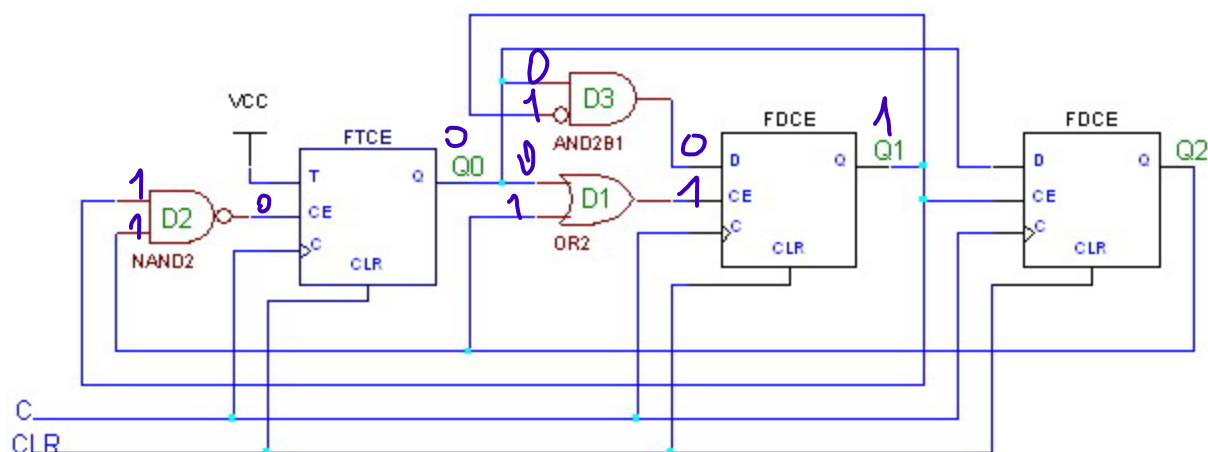 0
1
D3
AND2B1
VCC
FTCE
T
Q
CE
C
CLR
0
Q0
1
1
D2
0
NAND2
0
1
D1
OR2
0
1
FDCE
D
Q
CE
C
CLR
1
Q1
FDCE
D
Q
CE
C
CLR
Q2
C
CLR